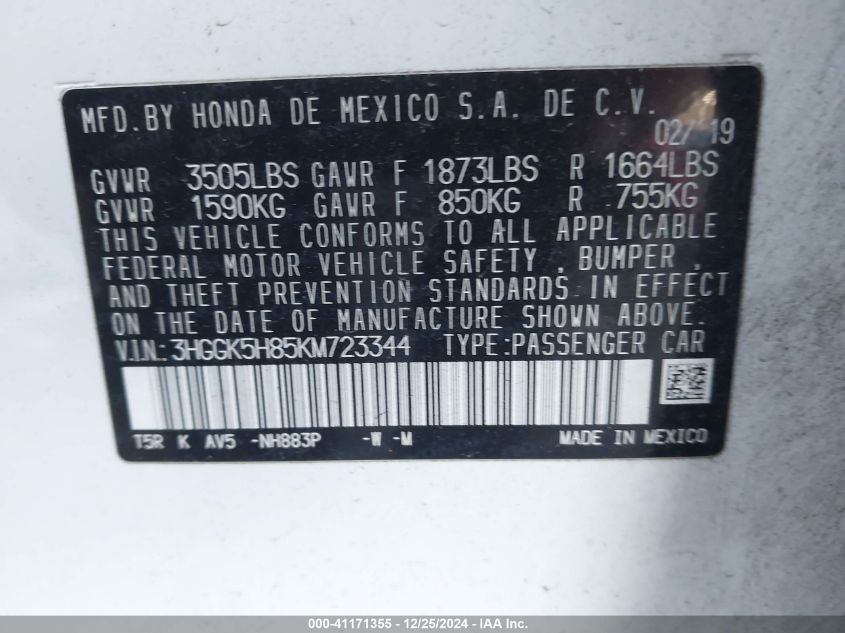 MFD.BY HONDA DE MEXICO S.A. DE C.V.
02/ 19
GVWR 3505LBS GAWR F 1873LBS R 1664LBS
GVWR 1590KG GAWR F 850KG R 755KG
THIS VEHICLE CONFORMS TO ALL APPLICABLE
FEDERAL MOTOR VEHICLE SAFETY , BUMPER ,
AND THEFT PREVENTION STANDARDS IN EFFECT
ON THE DATE OF MANUFACTURE SHOWN ABOVE.
V.I.N.:3HGGK5H85KM723344 TYPE:PASSENGER CAR
T5R K AV5 -NH883P -W -M MADE IN MEXICO
000-41171355 - 12/25/2024 - IAAI Inc.